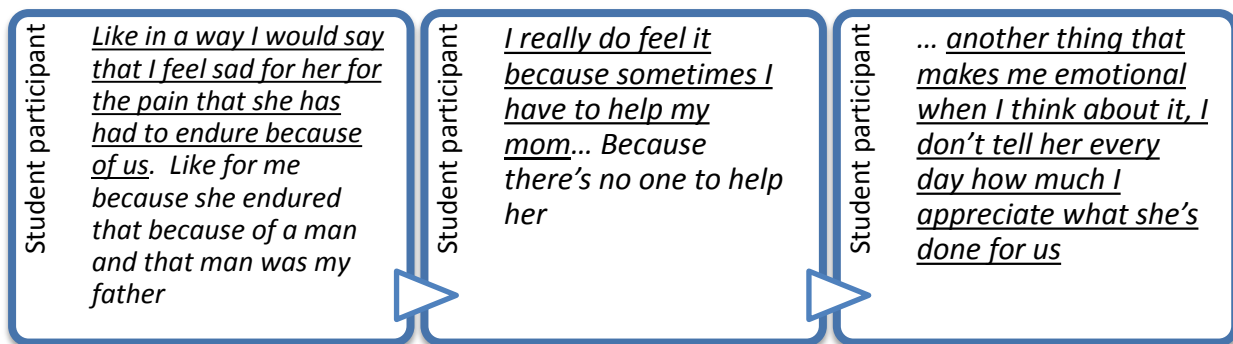 Student participant
Like in a way I would say
that I feel sad for her for
the pain that she has
had to endure because
of us.  Like for me
because she endured
that because of a man
and that man was my
father
Student participant
I really do feel it
because sometimes I
have to help my
mom… Because
there’s no one to help
her
Student participant
… another thing that
makes me emotional
when I think about it, I
don’t tell her every
day how much I
appreciate what she’s
done for us